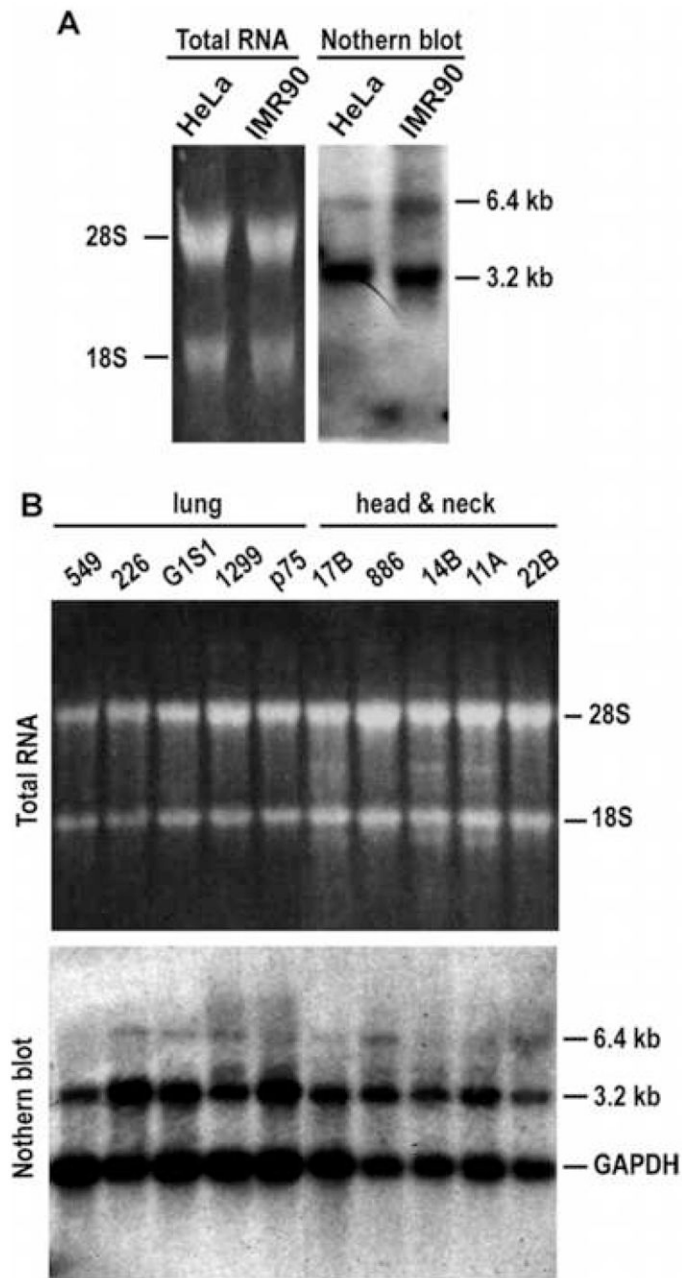 A
Total RNA Nothern blot
HeLa IMR90 HeLa IMR90
6.4 kb
28S
3.2 kb
18S
B
lung head & neck
549 226 G1S1 1299 p75 17B 886 14B 11A 22B
Total RNA
28S
18S
Nothern blot
6.4 kb
3.2 kb
GAPDH